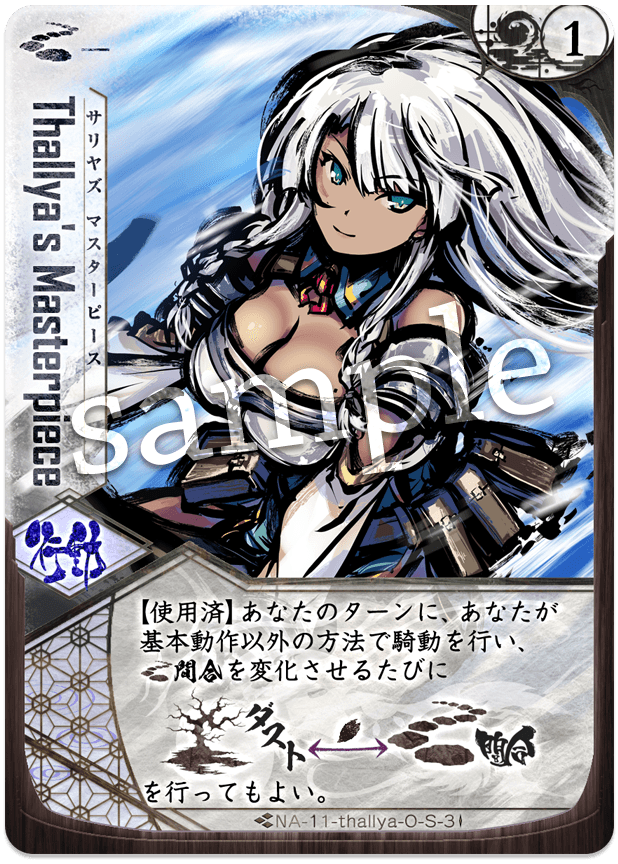 1
Thallya's Masterpiece
サリヤズ マスターピース
sample
行動
【使用済】あなたのターンに、あなたが
基本動作以外の方法で騎動を行い、
間合を変化させるたびに
ダスト 間合
を行ってもよい。
NA-11-thallya-O-S-3